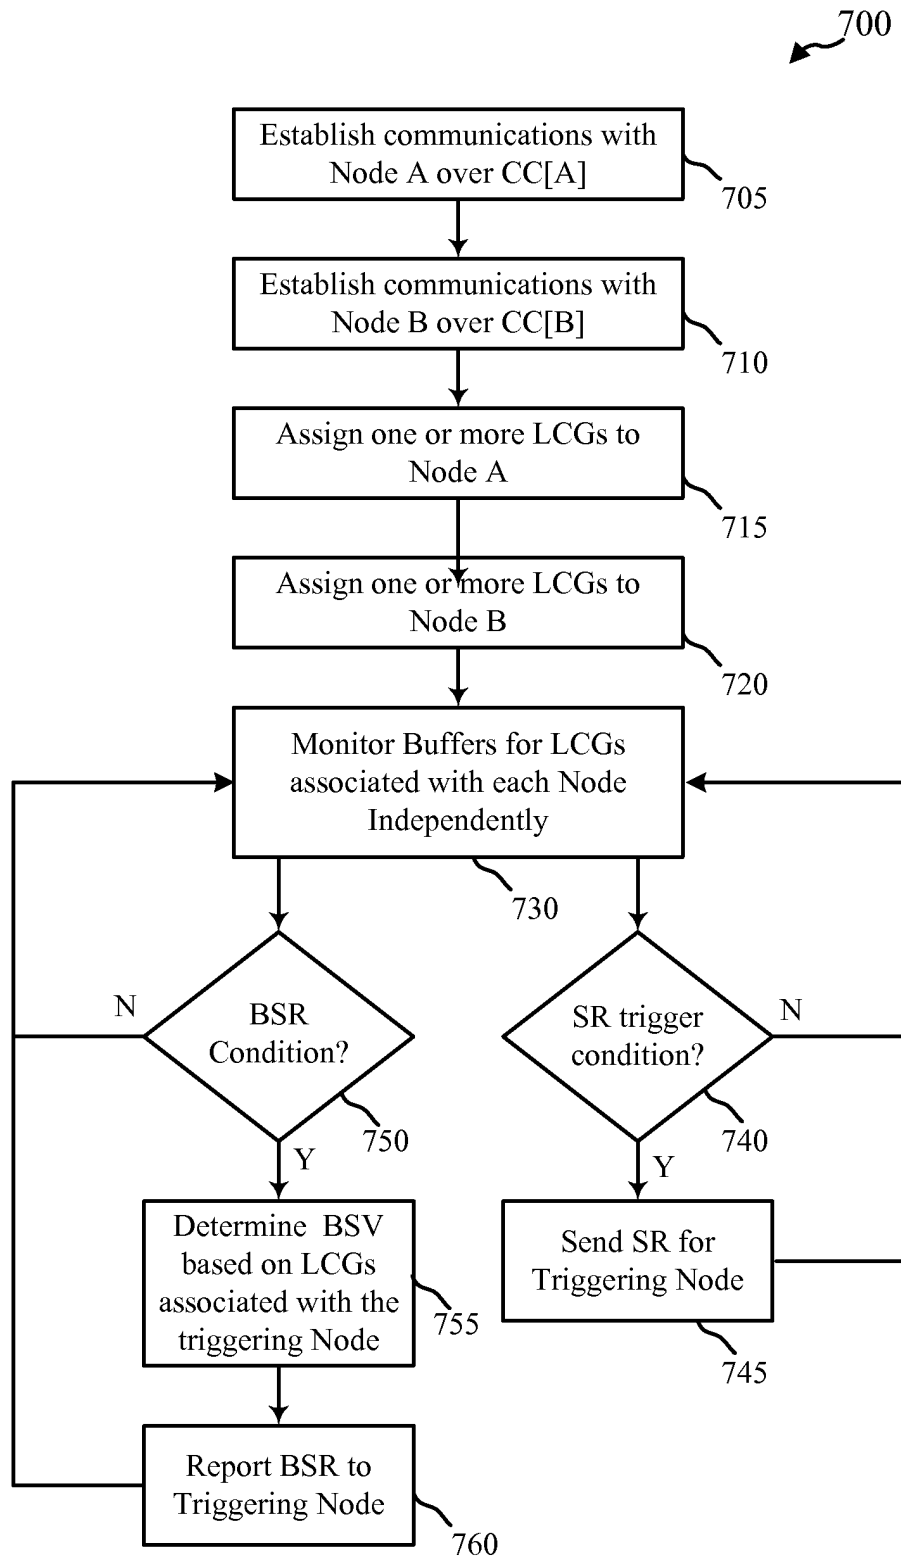 700
Establish communications with
Node A over CC[A]
705
Establish communications with
Node B over CC[B]
710
Assign one or more LCGs to
Node A
715
Assign one or more LCGs to
Node B
720
Monitor Buffers for LCGs
associated with each Node
Independently
730
BSR
Condition?
N
750
Y
SR trigger
condition?
N
740
Y
Determine BSV
based on LCGs
associated with the
triggering Node
755
Send SR for
Triggering Node
745
Report BSR to
Triggering Node
760